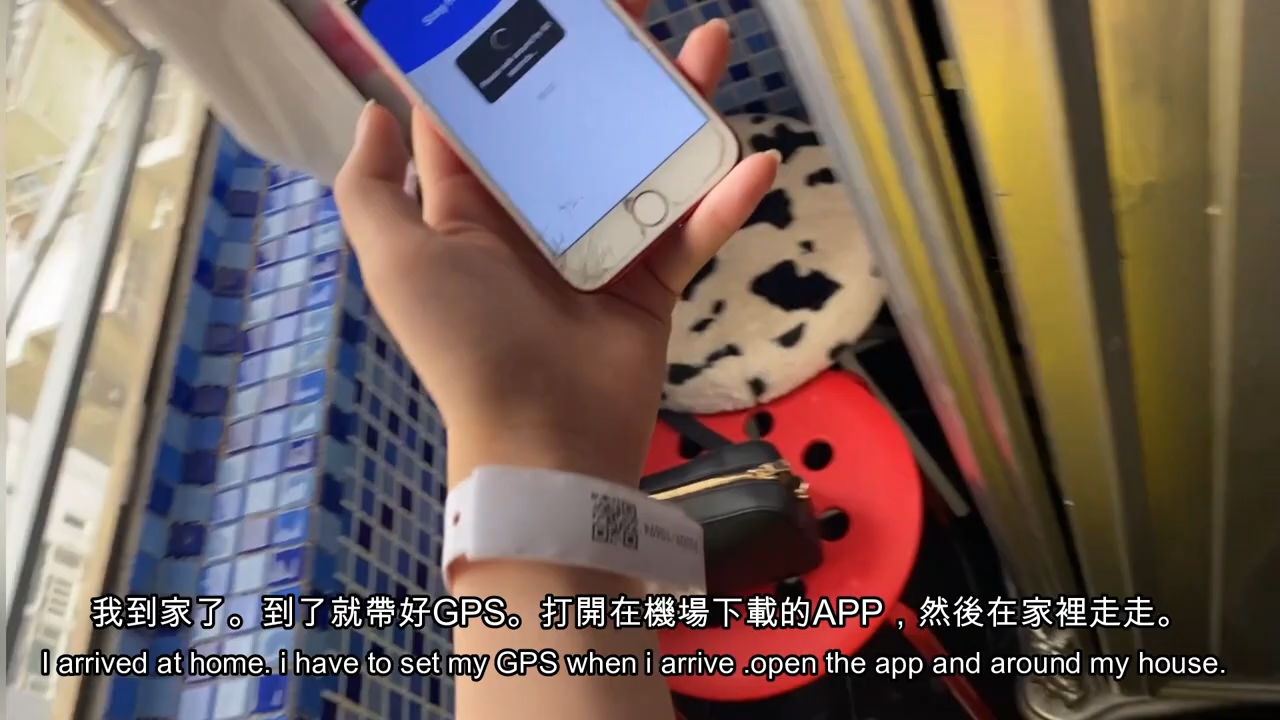 Stay
我到家了。到了就帶好GPS。打開在機場下載的APP，然後在家裡走走。
I arrived at home. i have to set my GPS when i arrive .open the app and around my house.